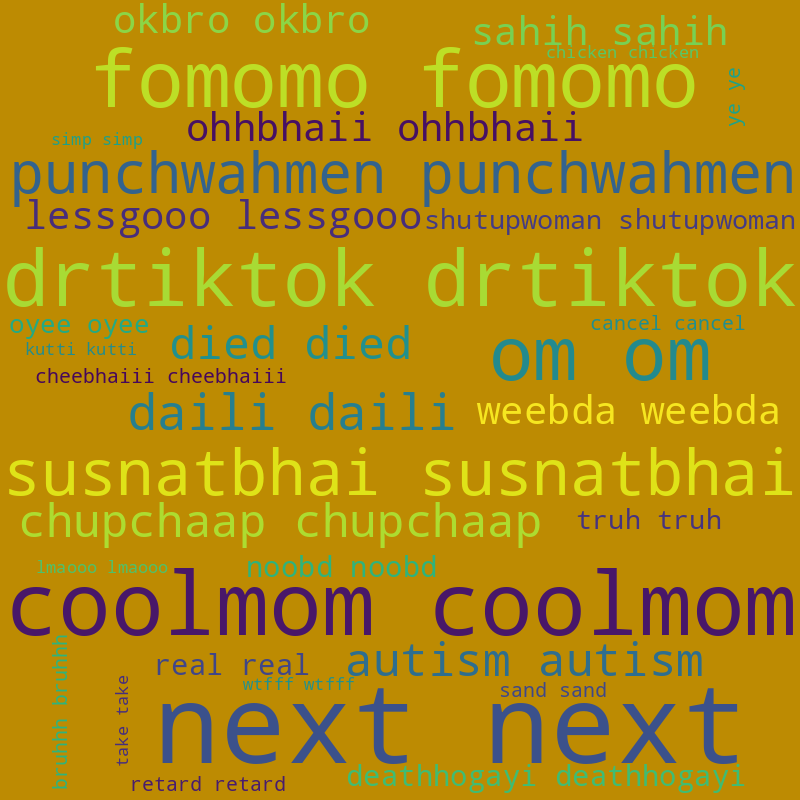 okbro okbro
sahih sahih
chicken chicken
fomomo fomomo
ye ye
ohhbhaii ohhbhaii
simp simp
punchwahmen punchwahmen
lessgooo lessgooo
shutupwoman shutupwoman
drtiktok drtiktok
oyee oyee
cancel cancel
died died
om om
kutti kutti
cheebhaiii cheebhaiii
daili daili
weebda weebda
susnatbhai susnatbhai
chupchaap chupchaap
truh truh
lmaooo lmaooo
noobd noobd
coolmom coolmom
bruhhh bruhhh
real real
autism autism
wtfff wtfff
sand sand
take take
next next
retard retard
deathhogayi deathhogayi